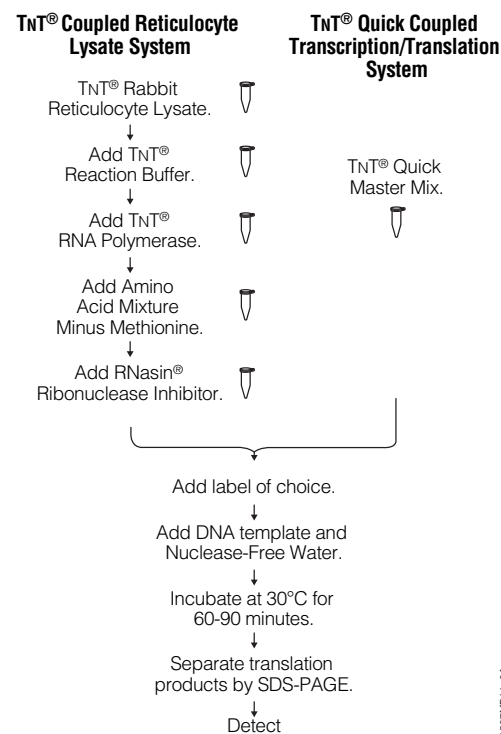 TNT® Coupled Reticulocyte
Lysate System
TNT® Rabbit
Reticulocyte Lysate.
Add TNT®
Reaction Buffer.
Add TNT®
RNA Polymerase.
Add Amino
Acid Mixture
Minus Methionine.
Add RNasin®
Ribonuclease Inhibitor.
TNT® Quick Coupled
Transcription/Translation
System
TNT® Quick
Master Mix.
Add label of choice.
Add DNA template and
Nuclease-Free Water.
Incubate at 30°C for
60-90 minutes.
Separate translation
products by SDS-PAGE.
Detect